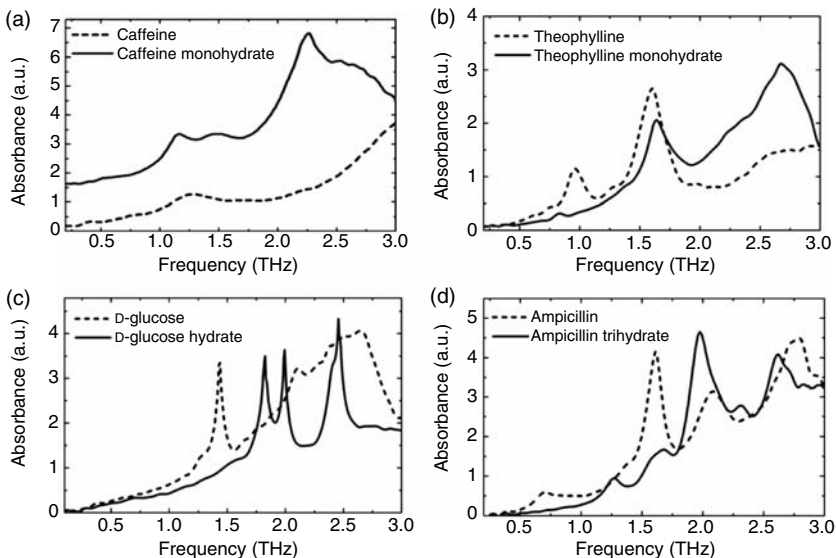 (a)
Caffeine
Caffeine monohydrate
Absorbance (a.u.)
7
6
5
4
3
2
1
0
0.5 1.0 1.5 2.0 2.5 3.0
Frequency (THz)
(b)
Theophylline
Theophylline monohydrate
Absorbance (a.u.)
4
3
2
1
0
0.5 1.0 1.5 2.0 2.5 3.0
Frequency (THz)
(c)
D-glucose
D-glucose hydrate
Absorbance (a.u.)
4
3
2
1
0
0.5 1.0 1.5 2.0 2.5 3.0
Frequency (THz)
(d)
Ampicillin
Ampicillin trihydrate
Absorbance (a.u.)
5
4
3
2
1
0
0.5 1.0 1.5 2.0 2.5 3.0
Frequency (THz)